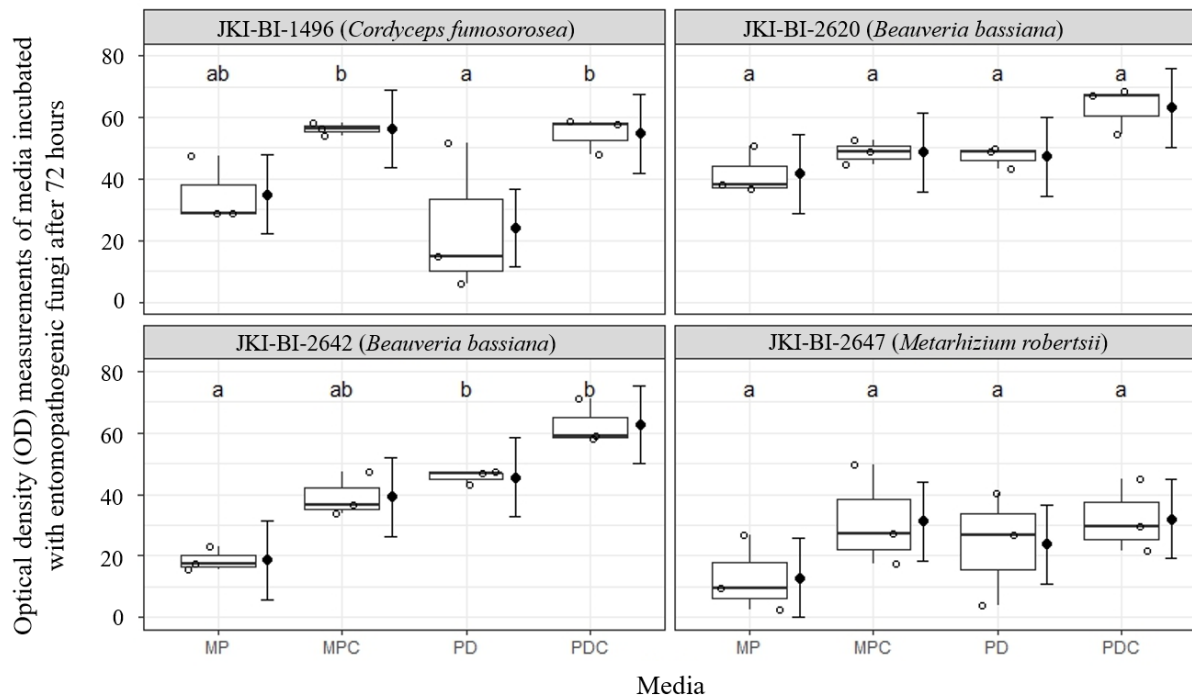 Optical density (OD) measurements of media incubated
with entomopathogenic fungi after 72 hours
JKI-BI-1496 (Cordyceps fumosorosea)
80
60
40
20
0
ab
b
a
b
JKI-BI-2620 (Beauveria bassiana)
a
a
a
a
JKI-BI-2642 (Beauveria bassiana)
80
60
40
20
0
a
ab
b
b
JKI-BI-2647 (Metarhizium robertsii)
a
a
a
a
MP MPC PD PDC
MP MPC PD PDC
Media